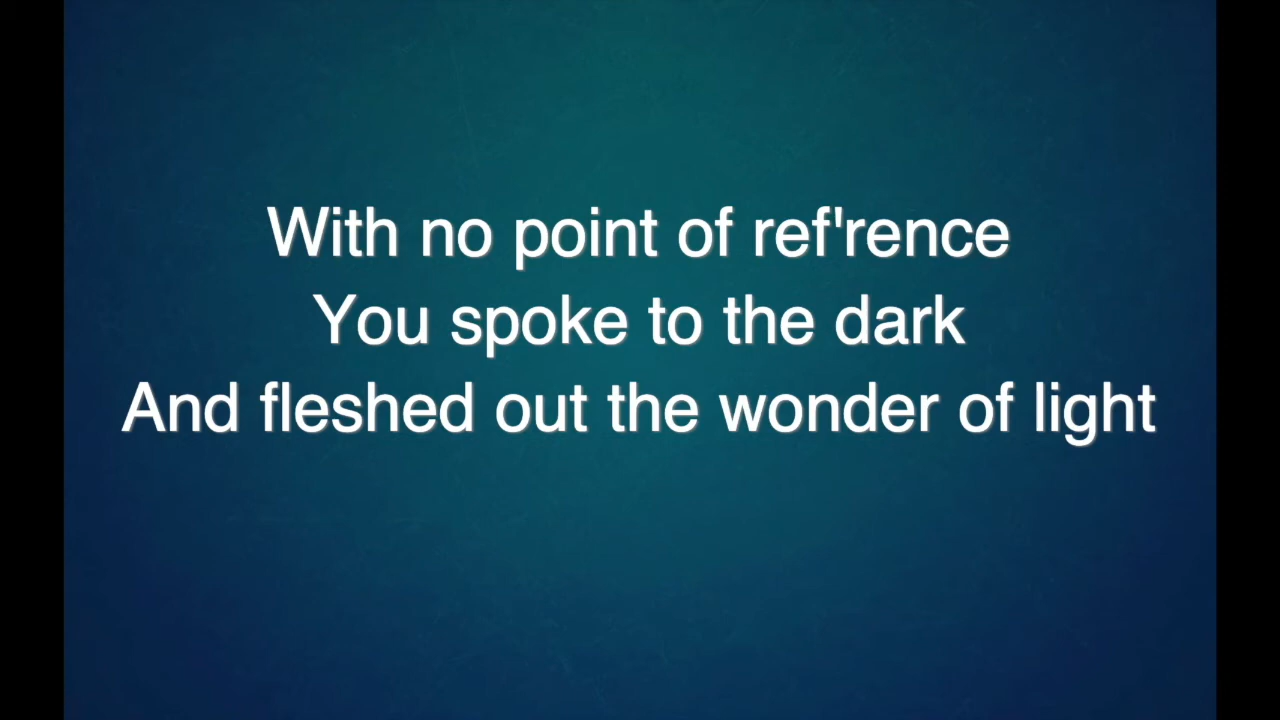 With no point of ref'rence
You spoke to the dark
And fleshed out the wonder of light